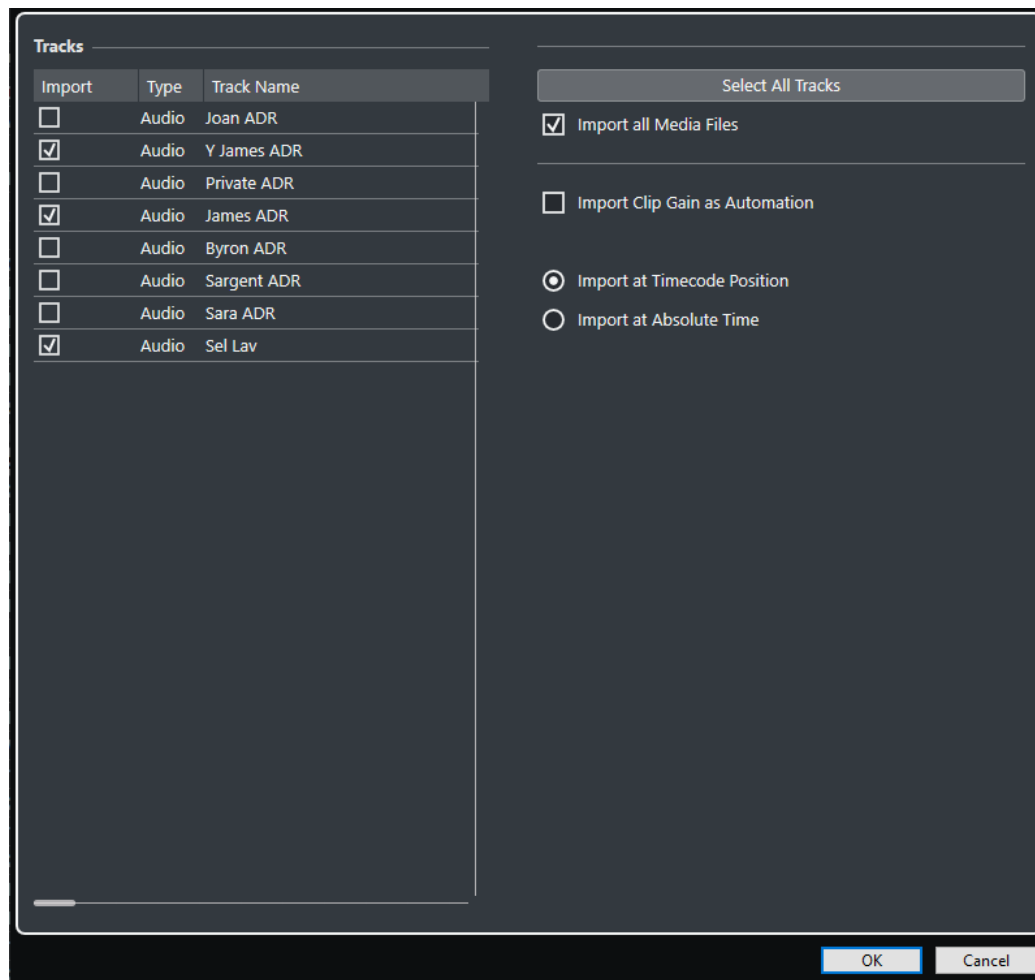 Tracks
Import Type Track Name
Audio Joan ADR
Audio Y James ADR
Audio Private ADR
Audio James ADR
Audio Byron ADR
Audio Sargent ADR
Audio Sara ADR
Audio Sel Lav
Select All Tracks
Import all Media Files
Import Clip Gain as Automation
Import at Timecode Position
Import at Absolute Time
OK Cancel